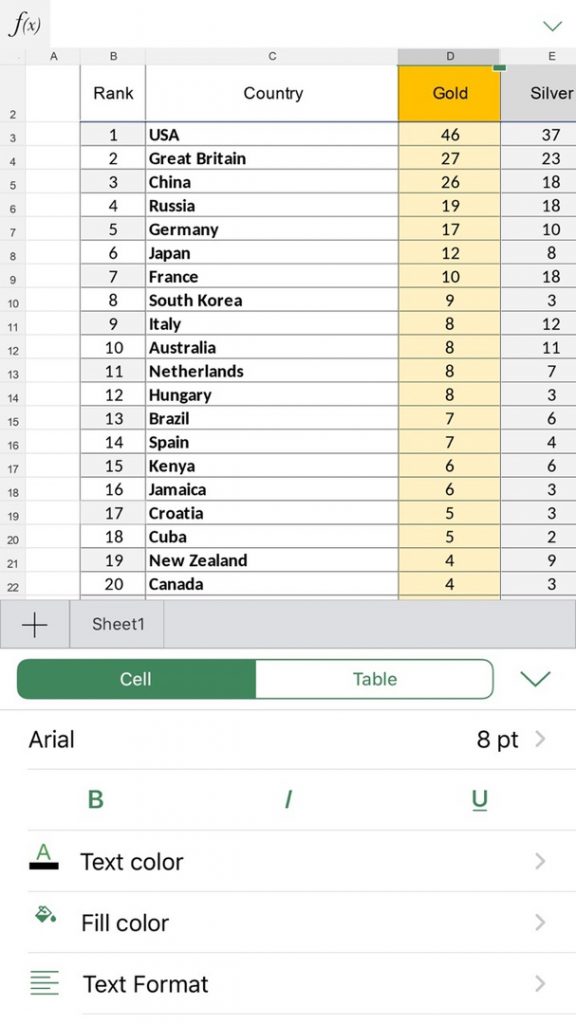 f(x)
A B C D E
2 Rank Country Gold Silver
3 1 USA 46 37
4 2 Great Britain 27 23
5 3 China 26 18
6 4 Russia 19 18
7 5 Germany 17 10
8 6 Japan 12 8
9 7 France 10 18
10 8 South Korea 9 3
11 9 Italy 8 12
12 10 Australia 8 11
13 11 Netherlands 8 7
14 12 Hungary 8 3
15 13 Brazil 7 6
16 14 Spain 7 4
17 15 Kenya 6 6
18 16 Jamaica 6 3
19 17 Croatia 5 3
20 18 Cuba 5 2
21 19 New Zealand 4 9
22 20 Canada 4 3
Sheet1
Cell Table
Arial 8 pt
B I U
A Text color
Fill color
Text Format